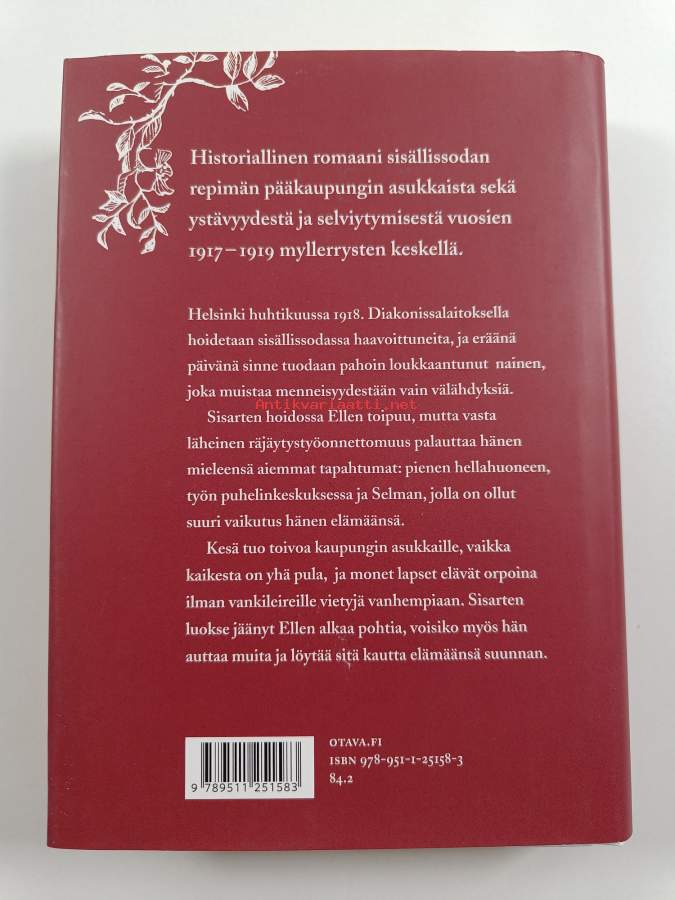 Historiallinen romaani sisällissodan
repimän pääkaupungin asukkaista sekä
ystävyydestä ja selviytymisestä vuosien
1917–1919 myllerrysten keskellä.
Helsinki huhtikuussa 1918. Diakonissalaitoksella
hoidetaan sisällissodassa haavoittuneita, ja eräänä
päivänä sinne tuodaan pahoin loukkaantunut nainen,
joka muistaa menneisyydestään vain välähdyksiä.
Antikvariaatti.net
Sisarten hoidossa Ellen toipuu, mutta vasta
läheinen räjäytystyöonnettomuus palauttaa hänen
mieleensä aiemmat tapahtumat: pienen hellahuoneen,
työn puhelinkeskuksessa ja Selman, jolla on ollut
suuri vaikutus hänen elämäänsä.
Kesä tuo toivoa kaupungin asukkaille, vaikka
kaikesta on yhä pula, ja monet lapset elävät orpoina
ilman vankileireille vietyjä vanhempiaan. Sisarten
luokse jäänyt Ellen alkaa pohtia, voisiko myös hän
auttaa muita ja löytää sitä kautta elämäänsä suunnan.
OTAVA.FI
ISBN 978-951-1-25158-3
84.2
9 789511 251583